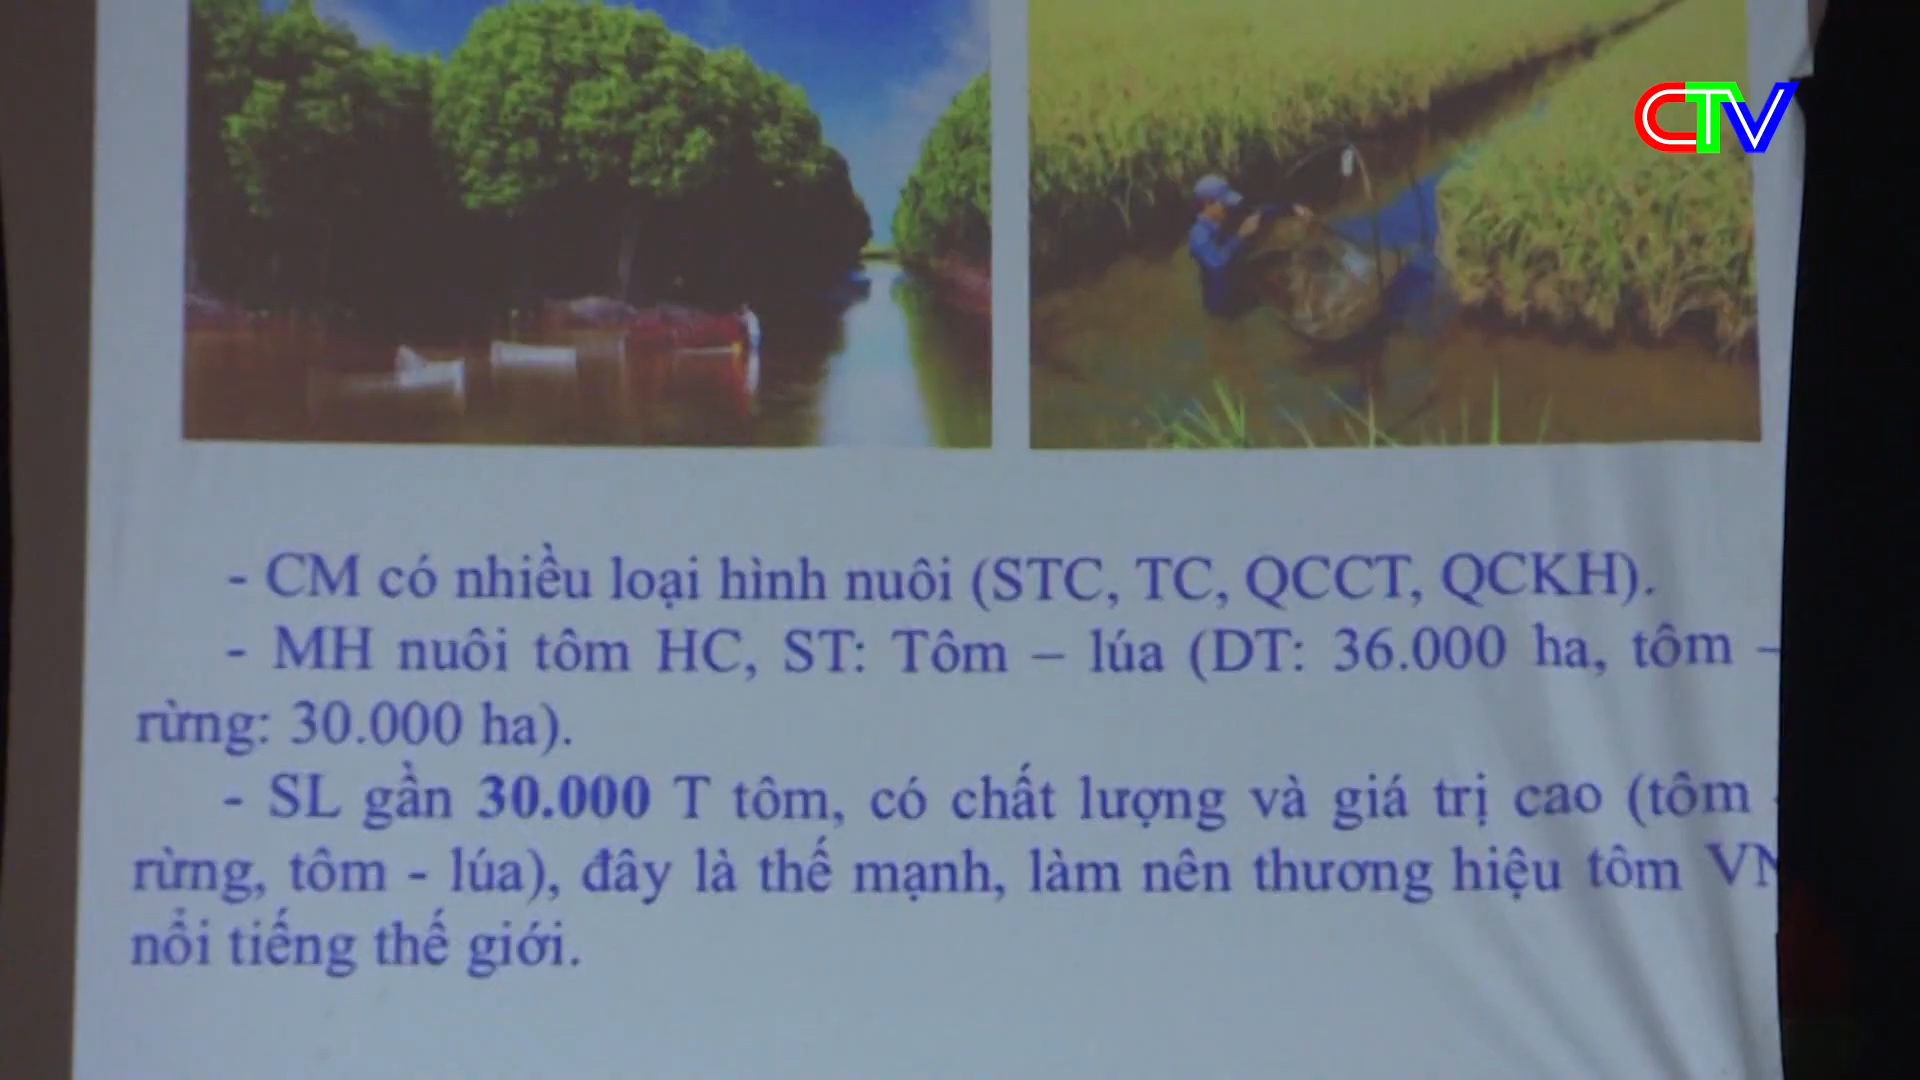 CTV
- CM có nhiều loại hình nuôi (STC, TC, QCCT, QCKH).
- MH nuôi tôm HC, ST: Tôm – lúa (DT: 36.000 ha, tôm –
rừng: 30.000 ha).
- SL gần 30.000 T tôm, có chất lượng và giá trị cao (tôm -
rừng, tôm - lúa), đây là thế mạnh, làm nên thương hiệu tôm VN
nổi tiếng thế giới.